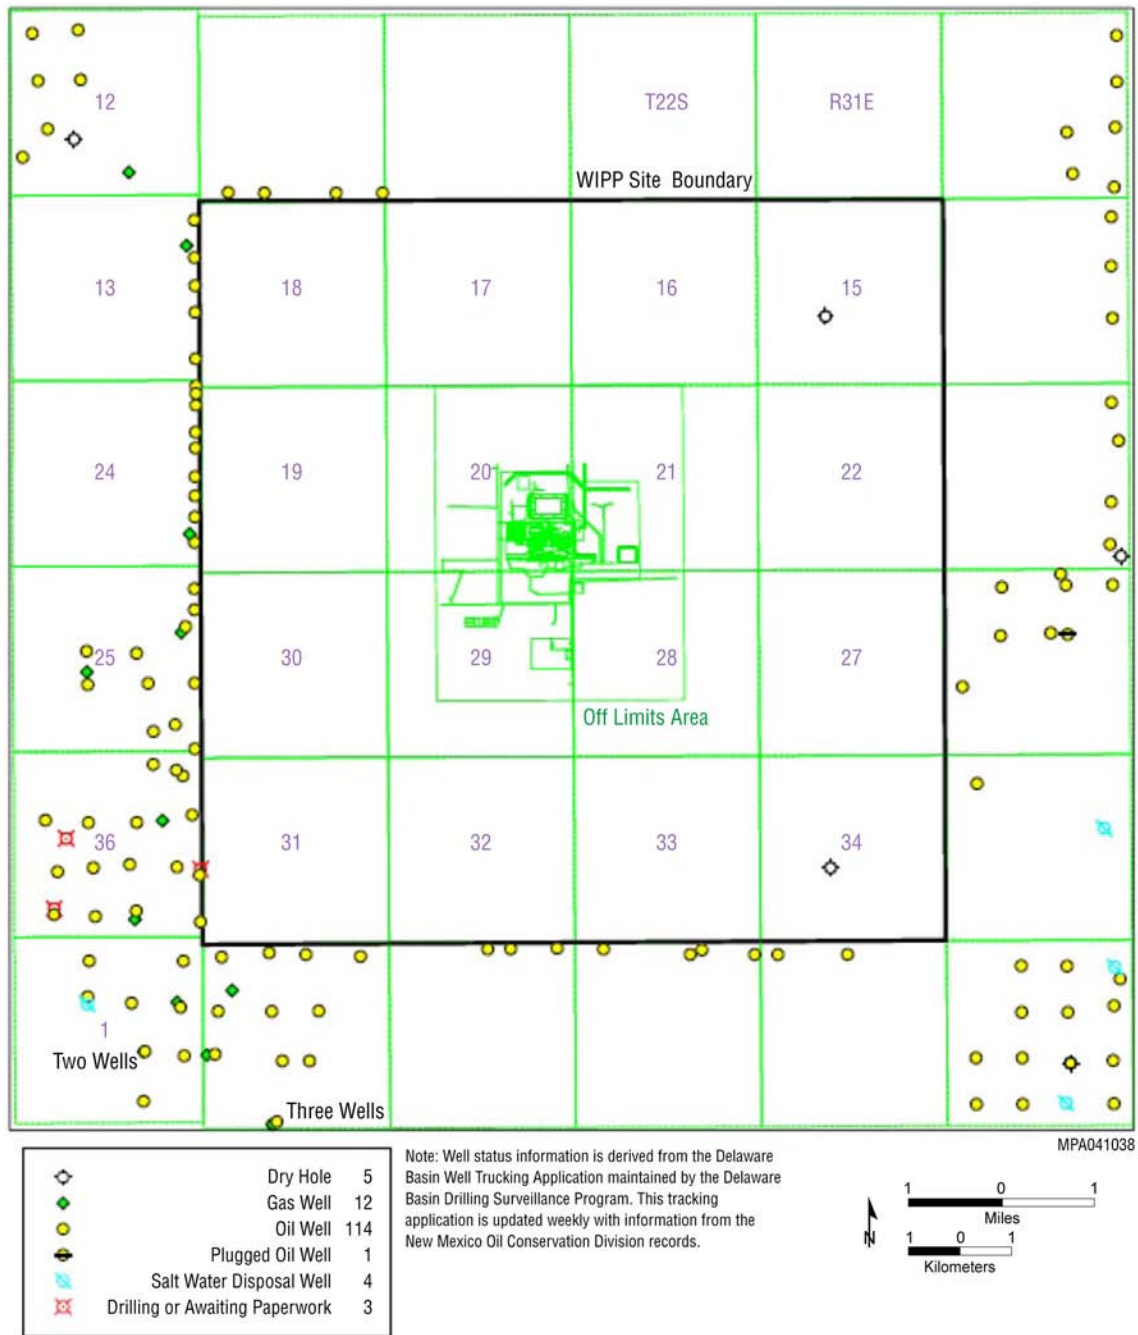 12
T22S
R31E
WIPP Site Boundary
13
18
17
16
15
24
19
20
21
22
25
30
29
28
27
Off Limits Area
36
31
32
33
34
1
Two Wells
Three Wells
MPA041038
Dry Hole 5
Gas Well 12
Oil Well 114
Plugged Oil Well 1
Salt Water Disposal Well 4
Drilling or Awaiting Paperwork 3
Note: Well status information is derived from the Delaware
Basin Well Trucking Application maintained by the Delaware
Basin Drilling Surveillance Program. This tracking
application is updated weekly with information from the
New Mexico Oil Conservation Division records.
N
1 0 1
Miles
1 0 1
Kilometers